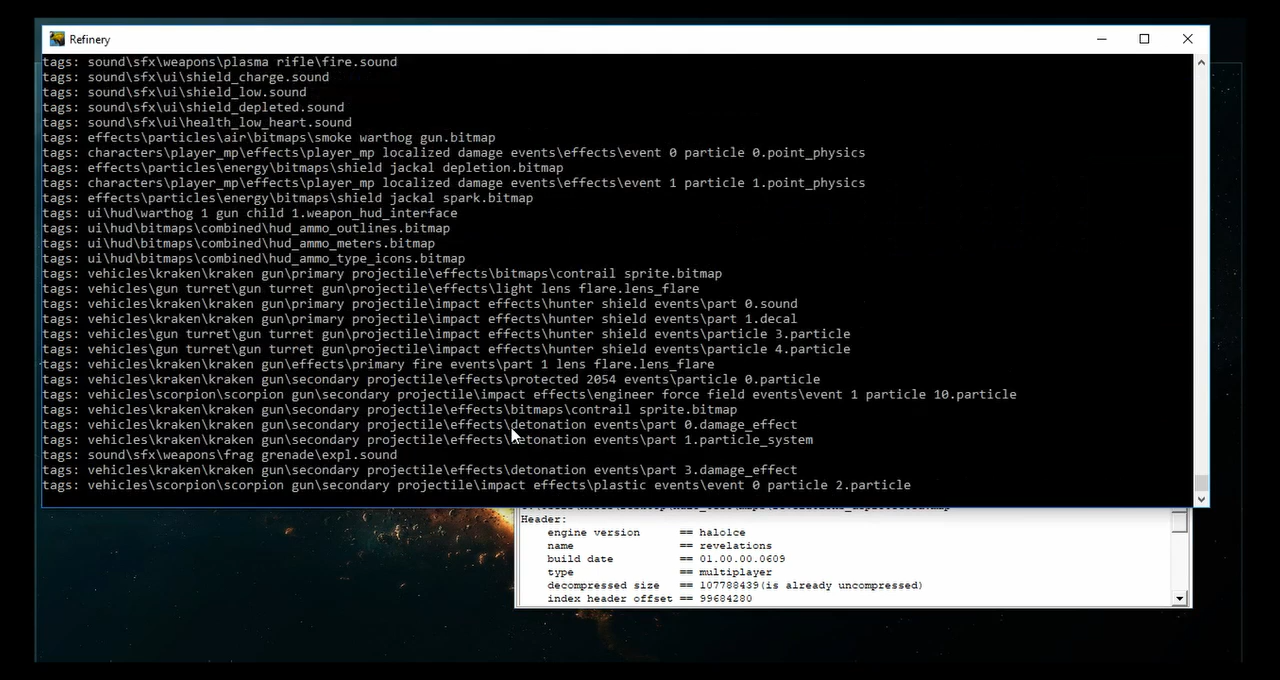 Refinery
tags: sound\sfx\weapons\plasma rifle\fire.sound
tags: sound\sfx\ui\shield_charge.sound
tags: sound\sfx\ui\shield_low.sound
tags: sound\sfx\ui\shield_depleted.sound
tags: sound\sfx\ui\health_low_heart.sound
tags: effects\particles\air\bitmaps\smoke warthog gun.bitmap
tags: characters\player_mp\effects\player_mp localized damage events\effects\event 0 particle 0.point_physics
tags: effects\particles\energy\bitmaps\shield jackal depletion.bitmap
tags: characters\player_mp\effects\player_mp localized damage events\effects\event 1 particle 1.point_physics
tags: effects\particles\energy\bitmaps\shield jackal spark.bitmap
tags: ui\hud\warthog 1 gun child 1.weapon_hud_interface
tags: ui\hud\bitmaps\combined\hud_ammo_outlines.bitmap
tags: ui\hud\bitmaps\combined\hud_ammo_meters.bitmap
tags: ui\hud\bitmaps\combined\hud_ammo_type_icons.bitmap
tags: vehicles\kraken\kraken gun\primary projectile\effects\bitmaps\contrail sprite.bitmap
tags: vehicles\gun turret\gun turret gun\projectile\effects\light lens flare.lens_flare
tags: vehicles\kraken\kraken gun\primary projectile\impact effects\hunter shield events\part 0.sound
tags: vehicles\kraken\kraken gun\primary projectile\impact effects\hunter shield events\part 1.decal
tags: vehicles\gun turret\gun turret gun\projectile\impact effects\hunter shield events\particle 3.particle
tags: vehicles\gun turret\gun turret gun\projectile\impact effects\hunter shield events\particle 4.particle
tags: vehicles\kraken\kraken gun\effects\primary fire events\part 1 lens flare.lens_flare
tags: vehicles\kraken\kraken gun\secondary projectile\effects\protected 2054 events\particle 0.particle
tags: vehicles\scorpion\scorpion gun\secondary projectile\impact effects\engineer force field events\event 1 particle 10.particle
tags: vehicles\kraken\kraken gun\secondary projectile\effects\bitmaps\contrail sprite.bitmap
tags: vehicles\kraken\kraken gun\secondary projectile\effects\detonation events\part 0.damage_effect
tags: vehicles\kraken\kraken gun\secondary projectile\effects\detonation events\part 1.particle_system
tags: sound\sfx\weapons\frag grenade\expl.sound
tags: vehicles\kraken\kraken gun\secondary projectile\effects\detonation events\part 3.damage_effect
tags: vehicles\scorpion\scorpion gun\secondary projectile\impact effects\plastic events\event 0 particle 2.particle
Header:
engine version == halo1ce
name == revelations
build date == 01.00.00.0609
type == multiplayer
decompressed size == 107788439(is already uncompressed)
index header offset == 99684280